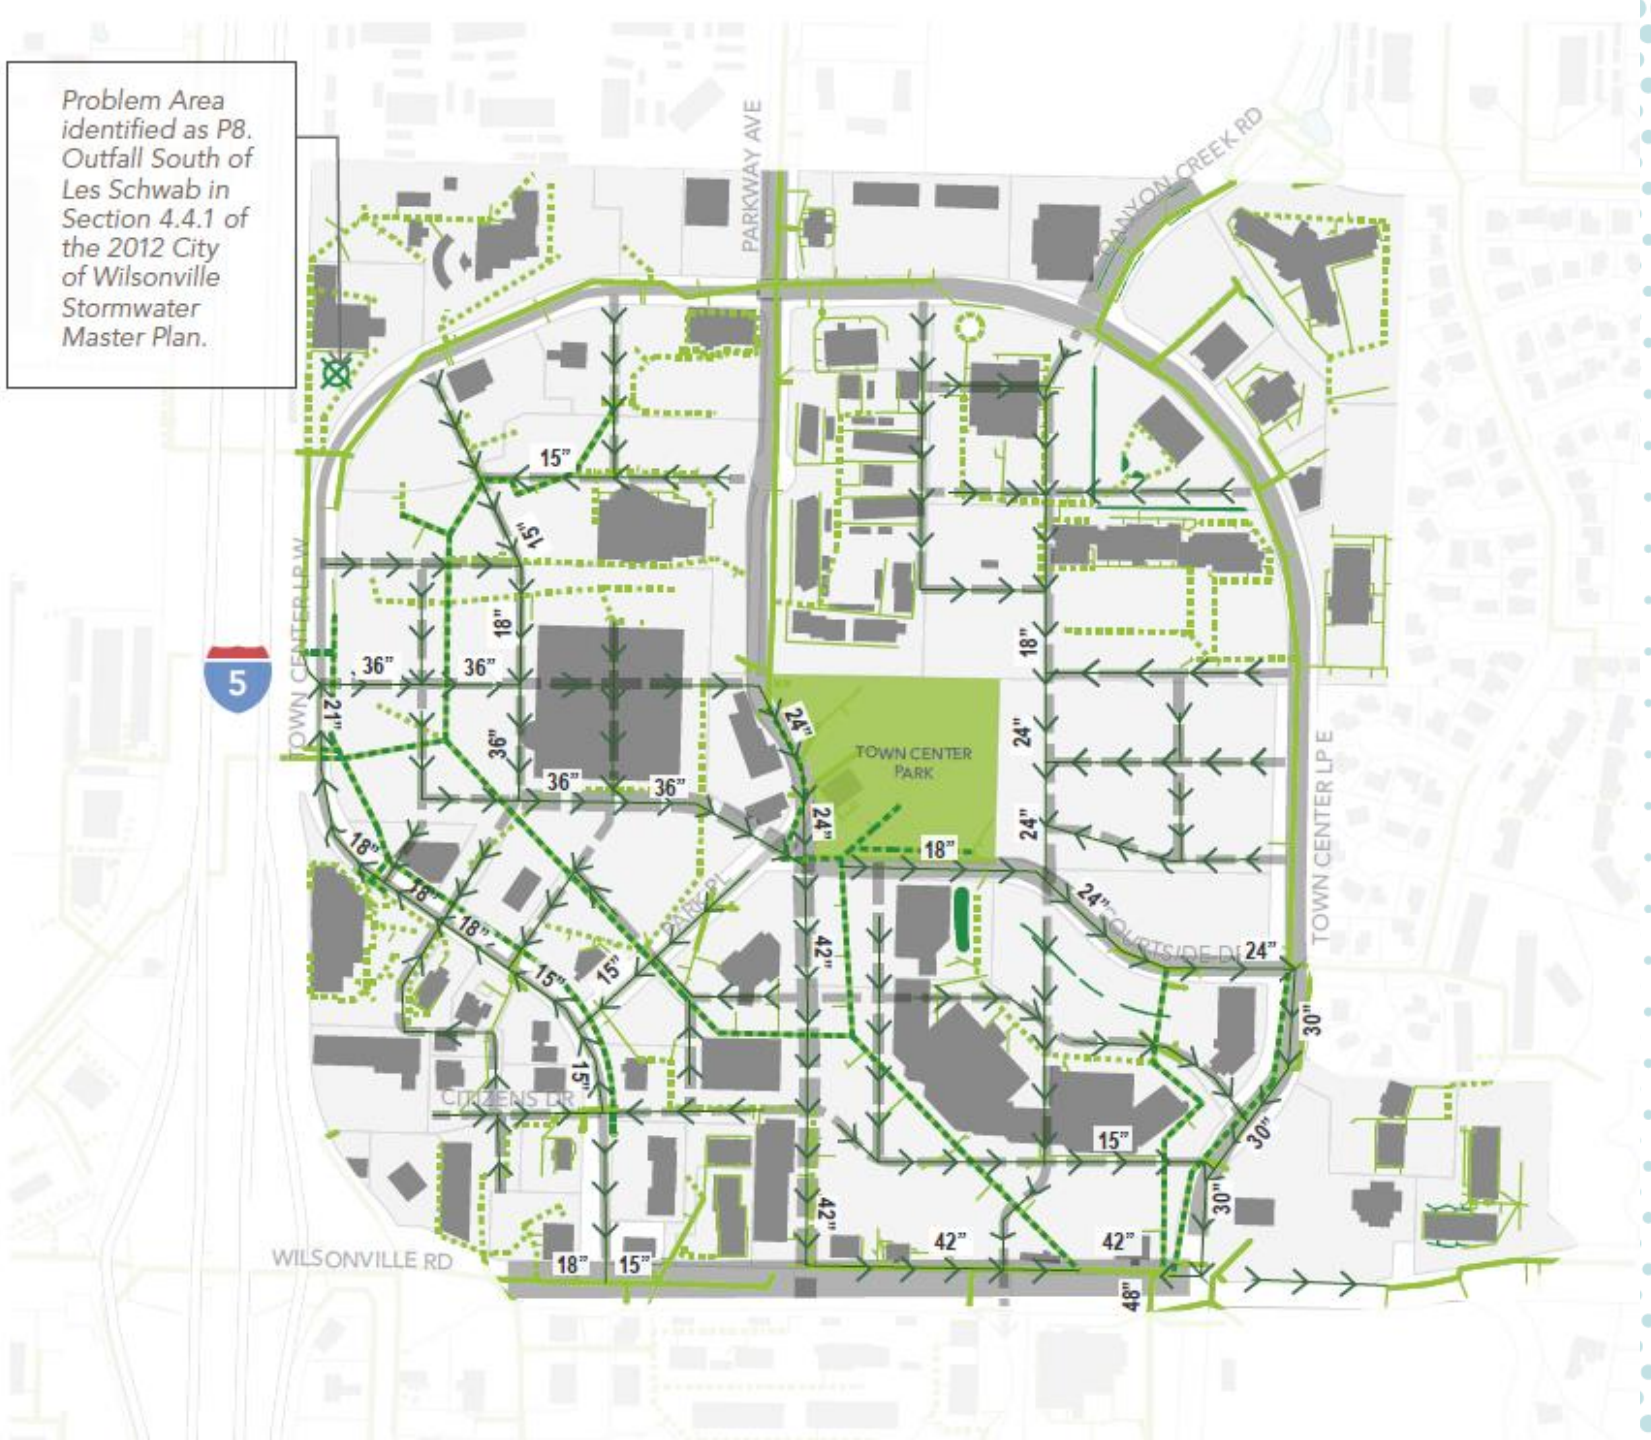 Problem Area
identified as P8.
Outfall South of
Les Schwab in
Section 4.4.1 of
the 2012 City
of Wilsonville
Stormwater
Master Plan.
PARKWAY AVE
CANYON CREEK RD
15"
15"
TOWN CENTER LP W
18"
18"
36"
36"
5
21"
24"
24"
36"
TOWN CENTER
PARK
TOWN CENTER LP E
36"
36"
24"
24"
18"
18"
18"
18"
PARK PL
24"
COURTSIDE DR
24"
42"
15"
15"
30"
15"
CITIZENS DR
15"
30"
42"
30"
WILSONVILLE RD
18"
15"
42"
42"
48"